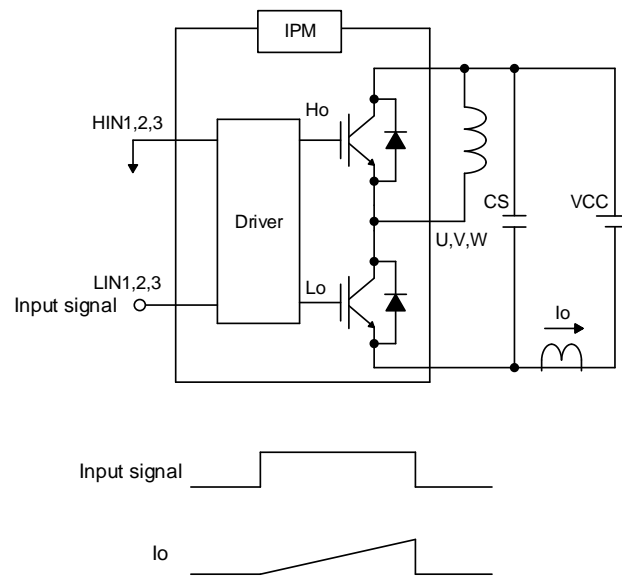 IPM
HIN1,2,3
Ho
Driver
CS
VCC
U,V,W
LIN1,2,3
Lo
Input signal
Io
Input signal
Io